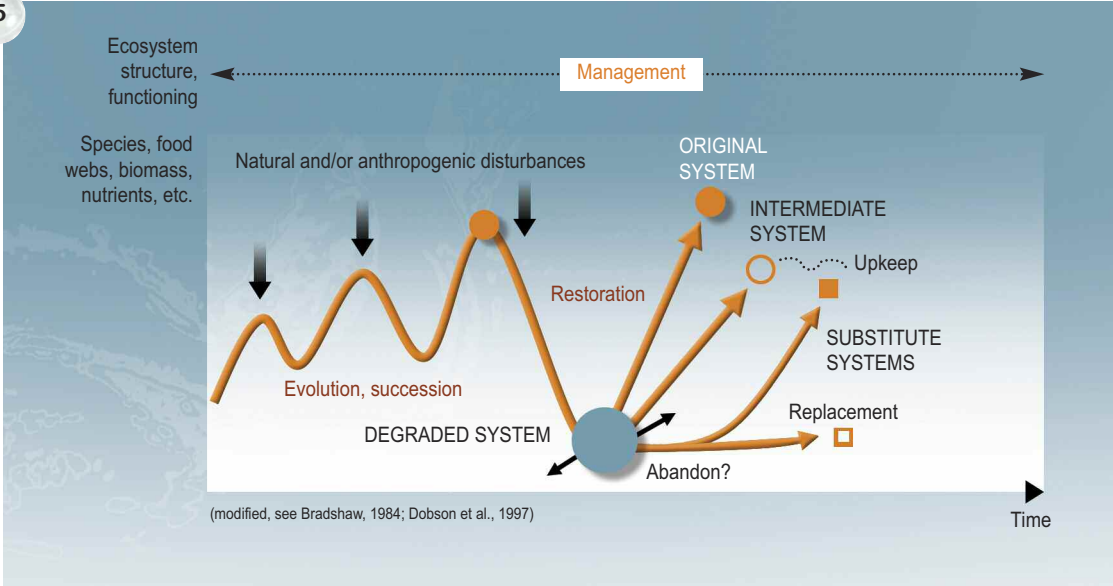 5
Ecosystem
structure,
functioning
Management
Species, food
webs, biomass,
nutrients, etc.
Natural and/or anthropogenic disturbances
ORIGINAL
SYSTEM
INTERMEDIATE
SYSTEM
Upkeep
Restoration
SUBSTITUTE
SYSTEMS
Evolution, succession
Replacement
DEGRADED SYSTEM
Abandon?
(modified, see Bradshaw, 1984; Dobson et al., 1997)
Time